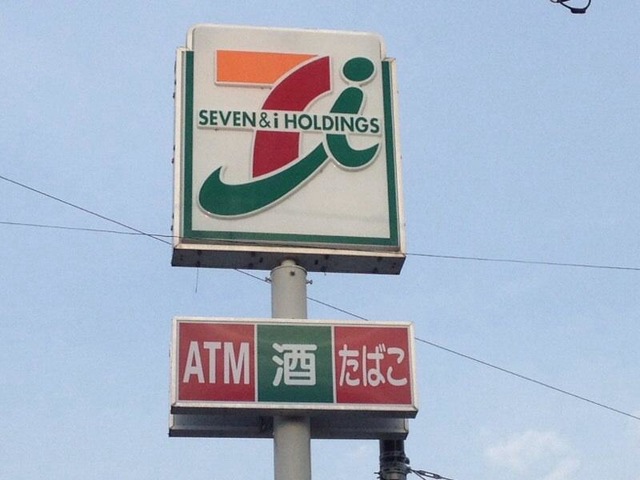 SEVEN&i HOLDINGS
ATM 酒 たばこ